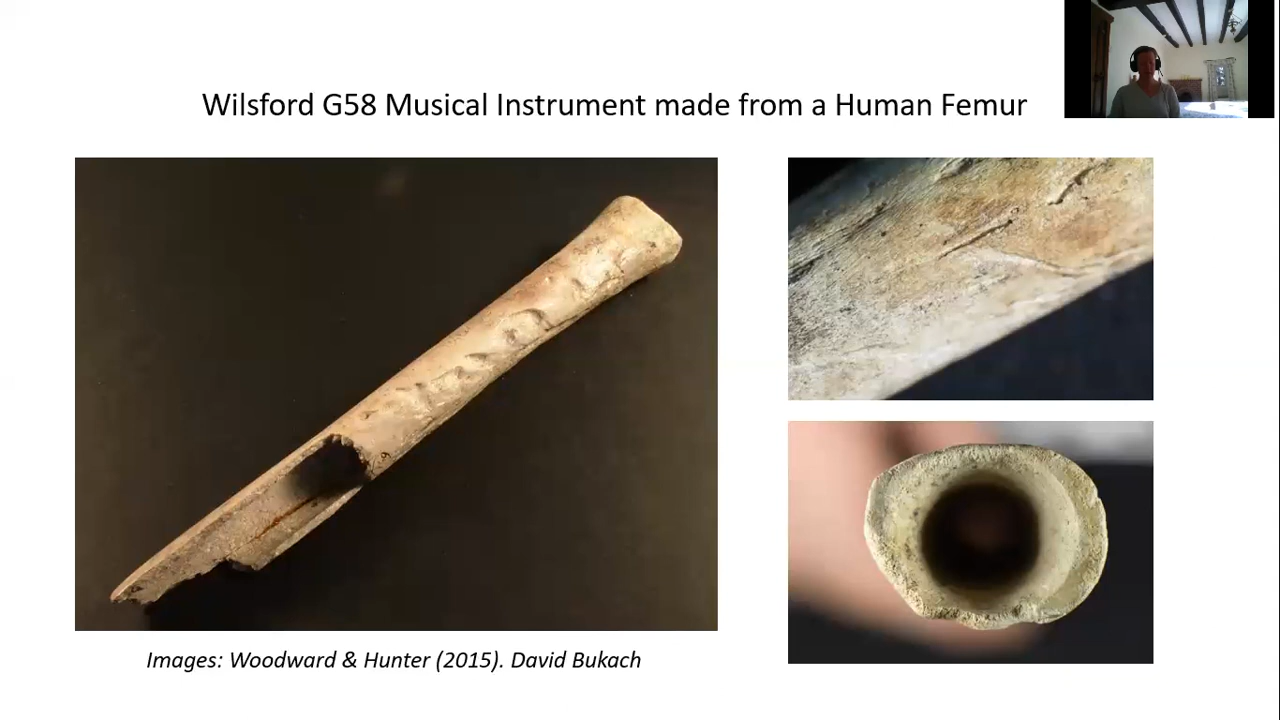 Wilsford G58 Musical Instrument made from a Human Femur
Images: Woodward & Hunter (2015). David Bukach